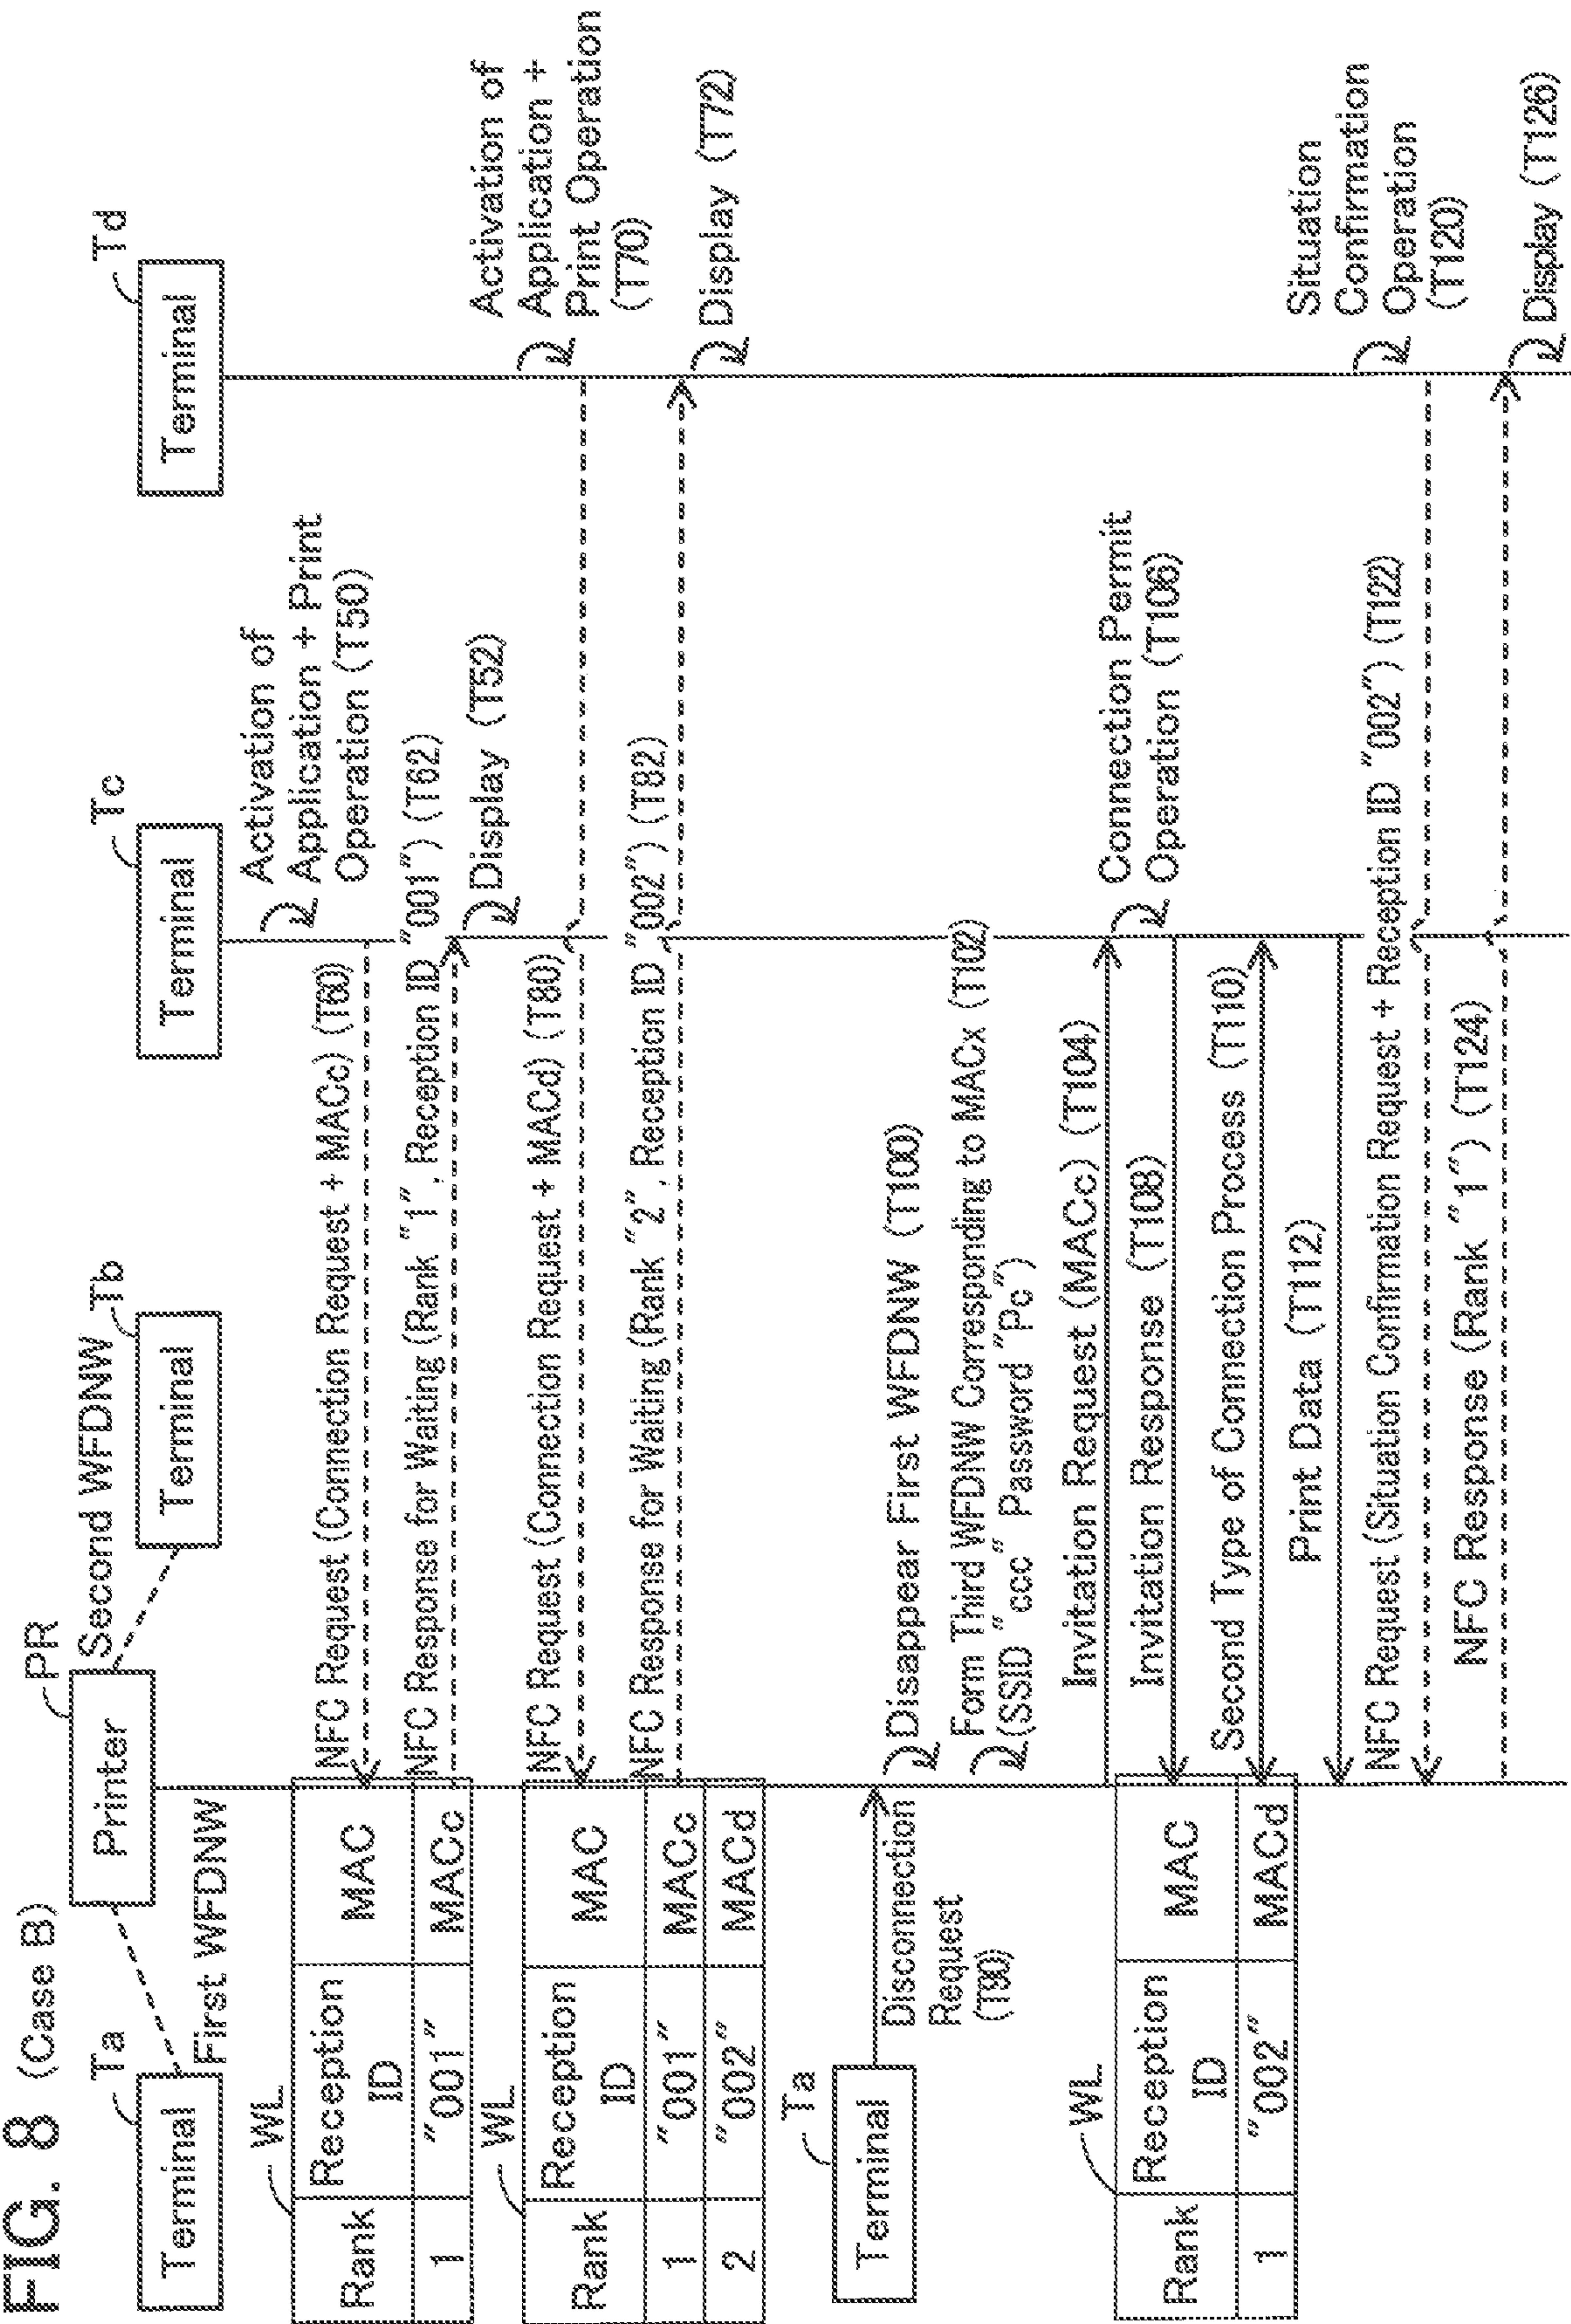 FIG. 8 (Case B)
Ta
Terminal
First WFDNW
PR
Printer
Second WFDNW
Tb
Terminal
Tc
Terminal
Td
Terminal
Activation of
Application + Print
Operation (T50)
NFC Request (Connection Request + MACc) (T60)
WL
Rank
Reception
ID
MAC
1
"001"
MACc
NFC Response for Waiting (Rank "1", Reception ID "001") (T62)
Display (T52)
Activation of
Application +
Print Operation
(T70)
NFC Request (Connection Request + MACd) (T80)
WL
Rank
Reception
ID
MAC
1
"001"
MACc
2
"002"
MACd
NFC Response for Waiting (Rank "2", Reception ID "002") (T82)
Display (T72)
Ta
Terminal
Disconnection
Request
(T90)
Disappear First WFDNW (T100)
Form Third WFDNW Corresponding to MACx (T102)
(SSID "ccc" Password "Pc")
Invitation Request (MACc) (T104)
Connection Permit
Operation (T106)
Invitation Response (T108)
WL
Rank
Reception
ID
MAC
1
"002"
MACd
Second Type of Connection Process (T110)
Print Data (T112)
Situation
Confirmation
Operation
(T120)
NFC Request (Situation Confirmation Request + Reception ID "002") (T122)
NFC Response (Rank "1") (T124)
Display (T126)